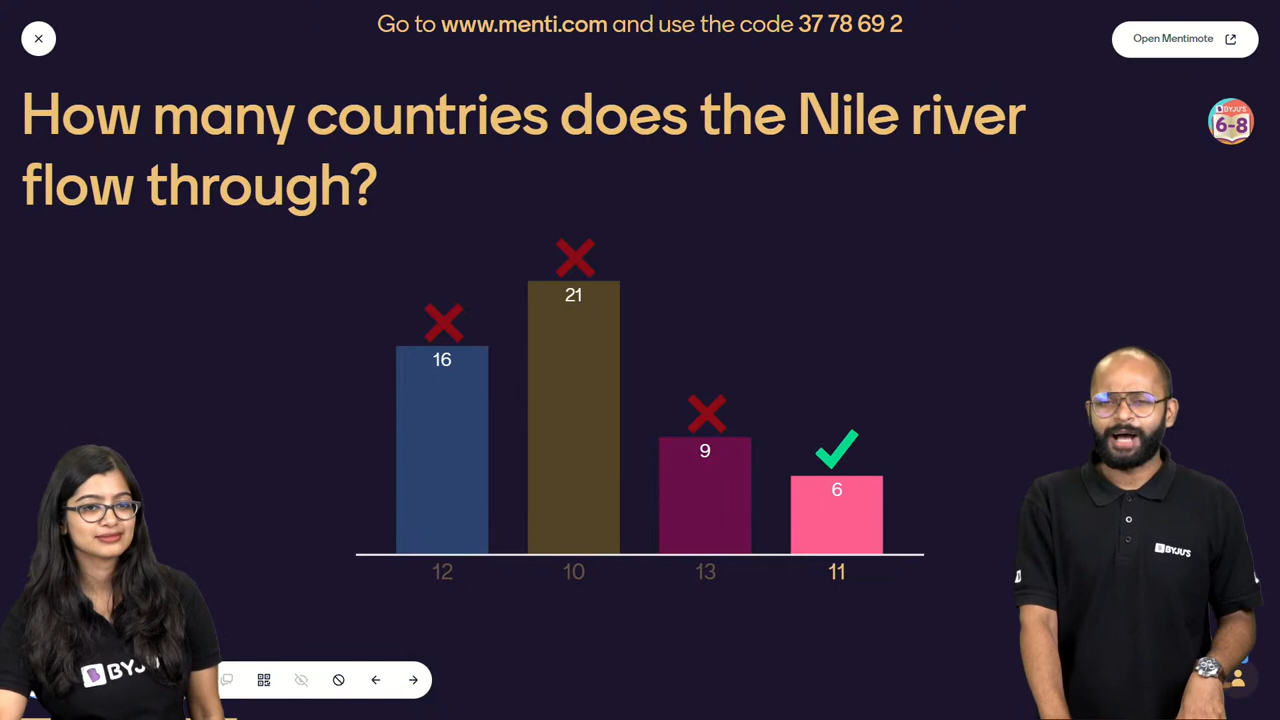 Go to www.menti.com and use the code 37 78 69 2
Open Mentimote
How many countries does the Nile river
flow through?
BYJU'S
6-8
21
16
9
6
12
10
13
11
BYJU'S
BYJU'S